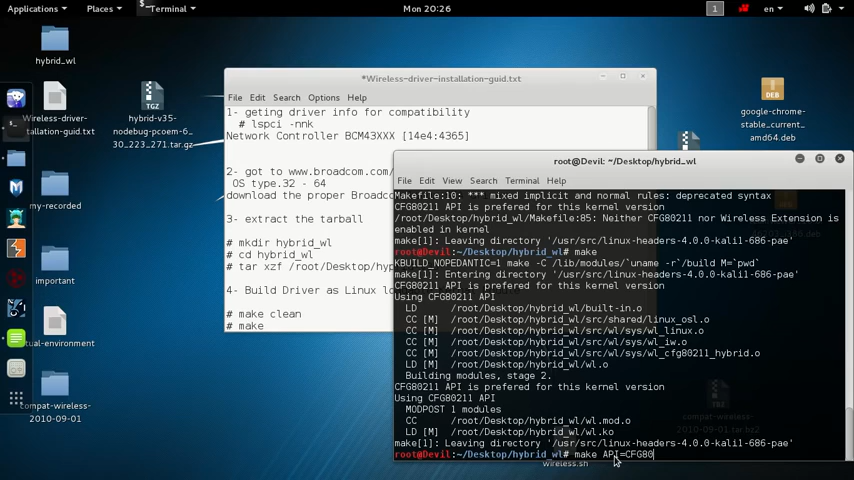 Applications
Places
Terminal
Mon 20:26
1
en
hybrid_wl
Wireless-driver-
tallation-guid.txt
hybrid-v35-
nodebug-pcoem-6_
30_223_271.tar.gz
my-recorded
important
tual-environment
compat-wireless-
2010-09-01
TGZ
DEB
google-chrome-
stable_current_
amd64.deb
*Wireless-driver-installation-guid.txt
File Edit Search Options Help
1- geting driver info for compatibility
# lspci -nnk
Network Controller BCM43XXX [14e4:4365]
2- got to www.broadcom.com/
OS type.32 - 64
download the proper Broadc
3- extract the tarball
# mkdir hybrid_wl
# cd hybrid_wl
# tar xzf /root/Desktop/hyb
4- Build Driver as Linux lo
# make clean
# make
root@Devil: ~/Desktop/hybrid_wl
File Edit View Search Terminal Help
Makefile:10: *** mixed implicit and normal rules: deprecated syntax
CFG80211 API is prefered for this kernel version
/root/Desktop/hybrid_wl/Makefile:85: Neither CFG80211 nor Wireless Extension is
enabled in kernel
make[1]: Leaving directory '/usr/src/linux-headers-4.0.0-kali1-686-pae'
root@Devil:~/Desktop/hybrid_wl# make
KBUILD_NOPEDANTIC=1 make -C /lib/modules/`uname -r`/build M=`pwd`
make[1]: Entering directory '/usr/src/linux-headers-4.0.0-kali1-686-pae'
CFG80211 API is prefered for this kernel version
Using CFG80211 API
LD /root/Desktop/hybrid_wl/built-in.o
CC [M] /root/Desktop/hybrid_wl/src/shared/linux_osl.o
CC [M] /root/Desktop/hybrid_wl/src/wl/sys/wl_linux.o
CC [M] /root/Desktop/hybrid_wl/src/wl/sys/wl_iw.o
CC [M] /root/Desktop/hybrid_wl/src/wl/sys/wl_cfg80211_hybrid.o
LD [M] /root/Desktop/hybrid_wl/wl.o
Building modules, stage 2.
CFG80211 API is prefered for this kernel version
Using CFG80211 API
MODPOST 1 modules
CC /root/Desktop/hybrid_wl/wl.mod.o
LD [M] /root/Desktop/hybrid_wl/wl.ko
make[1]: Leaving directory '/usr/src/linux-headers-4.0.0-kali1-686-pae'
root@Devil:~/Desktop/hybrid_wl# make API=CFG80
wireless.sh